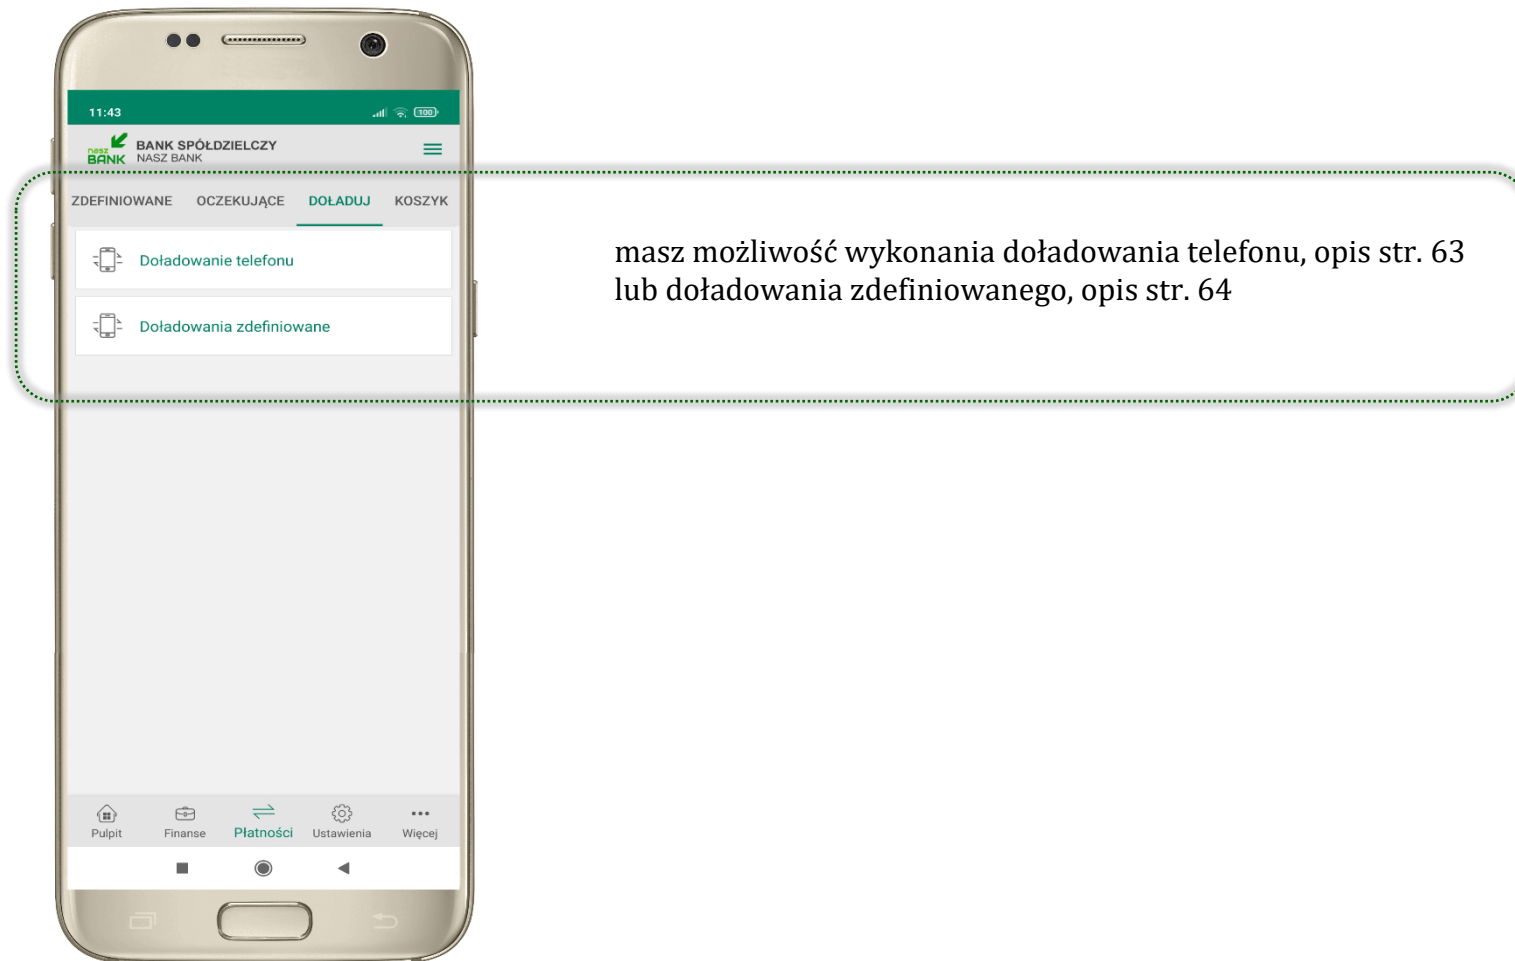 11:43
100
nasz
BANK
BANK SPÓŁDZIELCZY
NASZ BANK
ZDEFINIOWANE OCZEKUJĄCE DOŁADUJ KOSZYK
Doładowanie telefonu
Doładowania zdefiniowane
masz możliwość wykonania doładowania telefonu, opis str. 63
lub doładowania zdefiniowanego, opis str. 64
Pulpit Finanse Płatności Ustawienia Więcej